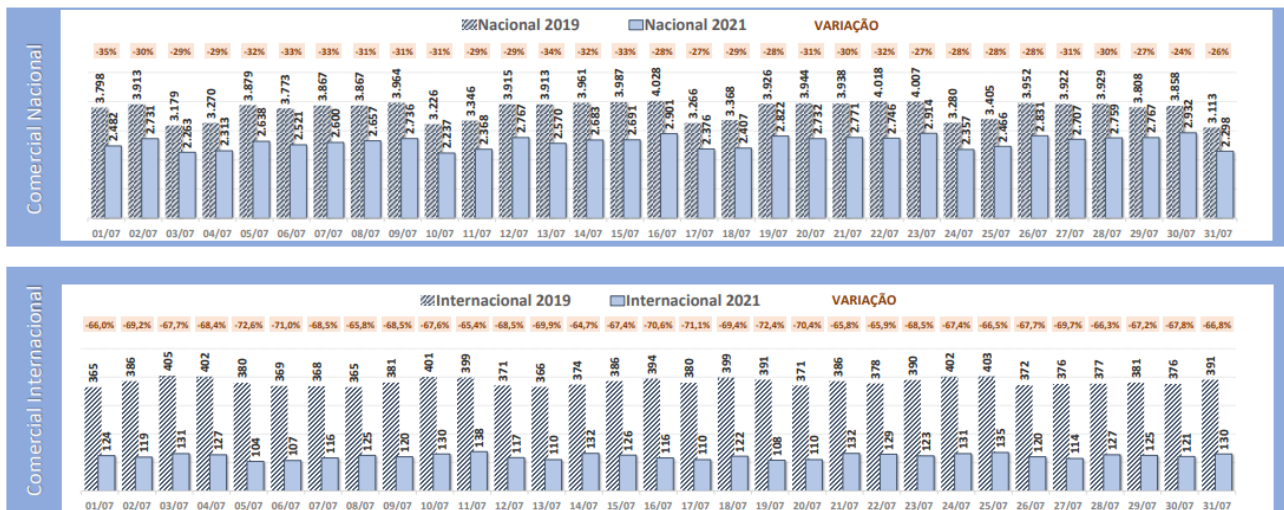 Comercial Nacional
Nacional 2019 Nacional 2021 VARIAÇÃO
-35% -30% -29% -29% -32% -33% -33% -31% -31% -31% -29% -29% -34% -32% -33% -28% -27% -29% -28% -31% -30% -32% -27% -28% -28% -28% -31% -30% -27% -24% -26%
3.798 3.913 3.179 3.270 3.879 3.773 3.867 3.867 3.964 3.226 3.346 3.915 3.913 3.961 3.987 4.028 3.266 3.368 3.926 3.944 3.938 4.018 4.007 3.280 3.405 3.952 3.922 3.929 3.808 3.858 3.113
2.482 2.731 2.263 2.313 2.638 2.521 2.600 2.657 2.736 2.237 2.368 2.767 2.570 2.683 2.691 2.901 2.376 2.407 2.822 2.732 2.771 2.746 2.914 2.357 2.466 2.831 2.707 2.759 2.767 2.932 2.298
01/07 02/07 03/07 04/07 05/07 06/07 07/07 08/07 09/07 10/07 11/07 12/07 13/07 14/07 15/07 16/07 17/07 18/07 19/07 20/07 21/07 22/07 23/07 24/07 25/07 26/07 27/07 28/07 29/07 30/07 31/07
Comercial Internacional
Internacional 2019 Internacional 2021 VARIAÇÃO
-66,0% -69,2% -67,7% -68,4% -72,6% -71,0% -68,5% -65,8% -68,5% -67,6% -65,4% -68,5% -69,9% -64,7% -67,4% -70,6% -71,1% -69,4% -72,4% -70,4% -65,8% -65,9% -68,5% -67,4% -66,5% -67,7% -69,7% -66,3% -67,2% -67,8% -66,8%
365 386 405 402 380 369 368 365 381 401 399 371 366 374 386 394 380 399 391 371 386 378 390 402 403 372 376 377 381 376 391
124 119 131 127 104 107 116 125 120 130 138 117 110 132 126 116 110 122 108 110 132 129 123 131 135 120 114 127 125 121 130
01/07 02/07 03/07 04/07 05/07 06/07 07/07 08/07 09/07 10/07 11/07 12/07 13/07 14/07 15/07 16/07 17/07 18/07 19/07 20/07 21/07 22/07 23/07 24/07 25/07 26/07 27/07 28/07 29/07 30/07 31/07